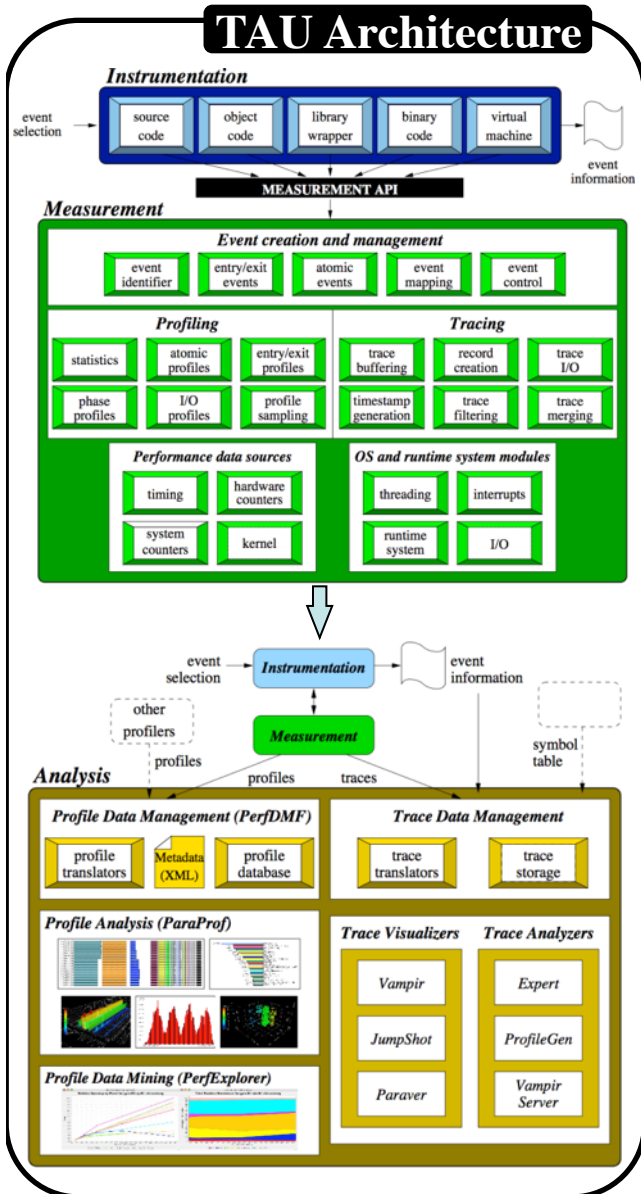 TAU Architecture
Instrumentation
event
selection
source
code
object
code
library
wrapper
binary
code
virtual
machine
event
information
MEASUREMENT API
Measurement
Event creation and management
event
identifier
entry/exit
events
atomic
events
event
mapping
event
control
Profiling
statistics
atomic
profiles
entry/exit
profiles
phase
profiles
I/O
profiles
profile
sampling
Tracing
trace
buffering
record
creation
trace
I/O
timestamp
generation
trace
filtering
trace
merging
Performance data sources
timing
hardware
counters
system
counters
kernel
OS and runtime system modules
threading
interrupts
runtime
system
I/O
event
selection
Instrumentation
event
information
other
profilers
Measurement
symbol
table
profiles
profiles
traces
Analysis
Profile Data Management (PerfDMF)
profile
translators
Metadata
(XML)
profile
database
Trace Data Management
trace
translators
trace
storage
Profile Analysis (ParaProf)
Profile Data Mining (PerfExplorer)
Trace Visualizers
Vampir
JumpShot
Paraver
Trace Analyzers
Expert
ProfileGen
Vampir
Server